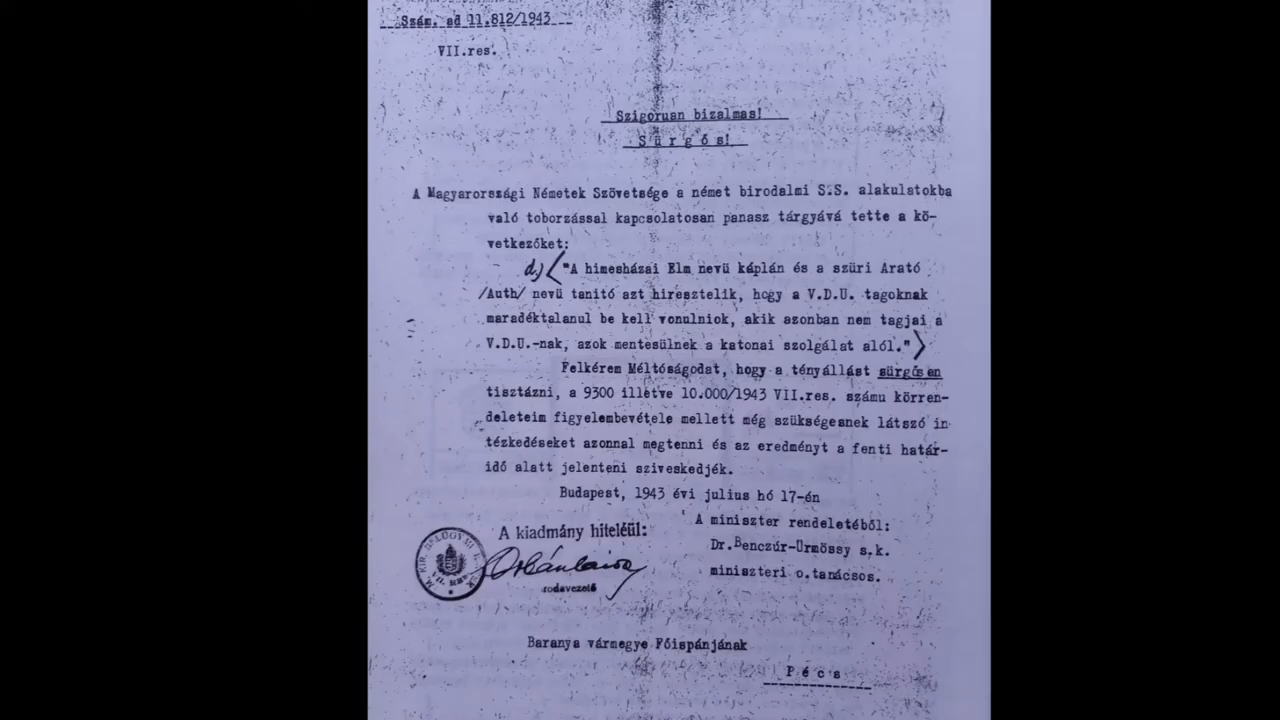 Szám. ad 11.812/1943
VII.res.
Szigoruan bizalmas!
Sürgős!
A Magyarországi Németek Szövetsége a német birodalmi S.S. alakulatokba
való toborzással kapcsolatosan panasz tárgyává tette a kö-
vetkezőket:
d.) "A himesházai Elm nevü káplán és a szüri Arató
/Auth/ nevü tanitó azt hiresztelik, hogy a V.D.U. tagoknak
maradéktalanul be kell vonulniok, akik azonban nem tagjai a
V.D.U.-nak, azok mentesülnek a katonai szolgálat alól."
Felkérem Méltóságodat, hogy a tényállást sürgősen
tisztázni, a 9300 illetve 10.000/1943 VII.res. számu körren-
deleteim figyelembevétele mellett még szükségesnek látszó in
tézkedéseket azonnal megtenni és az eredményt a fenti határ-
idő alatt jelenteni sziveskedjék.
Budapest, 1943 évi julius hó 17-én
A miniszter rendeletéből:
A kiadmány hiteléül:
Dr.Benczúr-Ürmössy s.k.
miniszteri o.tanácsos.
rodavezető
Baranya vármegye Főispánjának
Pécs